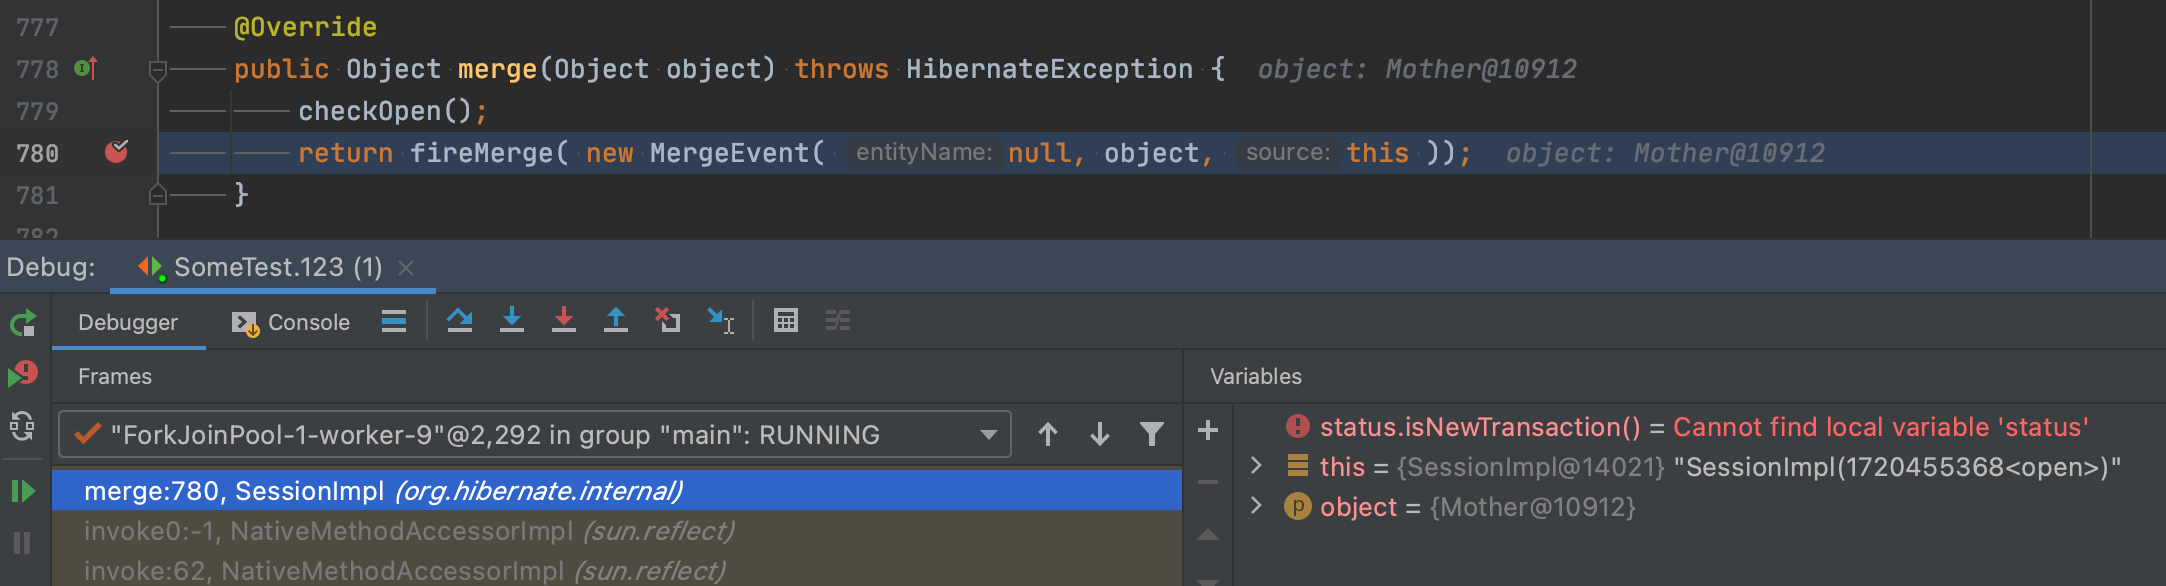 777 @Override
778 public Object merge(Object object) throws HibernateException { object: Mother@10912
779 checkOpen();
780 return fireMerge( new MergeEvent( entityName: null, object, source: this )); object: Mother@10912
781 }
782
Debug: SomeTest.123 (1)
Debugger Console
Frames Variables
"ForkJoinPool-1-worker-9"@2,292 in group "main": RUNNING
merge:780, SessionImpl (org.hibernate.internal)
invoke0:-1, NativeMethodAccessorImpl (sun.reflect)
invoke:62, NativeMethodAccessorImpl (sun.reflect)
status.isNewTransaction() = Cannot find local variable 'status'
this = {SessionImpl@14021} "SessionImpl(1720455368<open>)"
object = {Mother@10912}